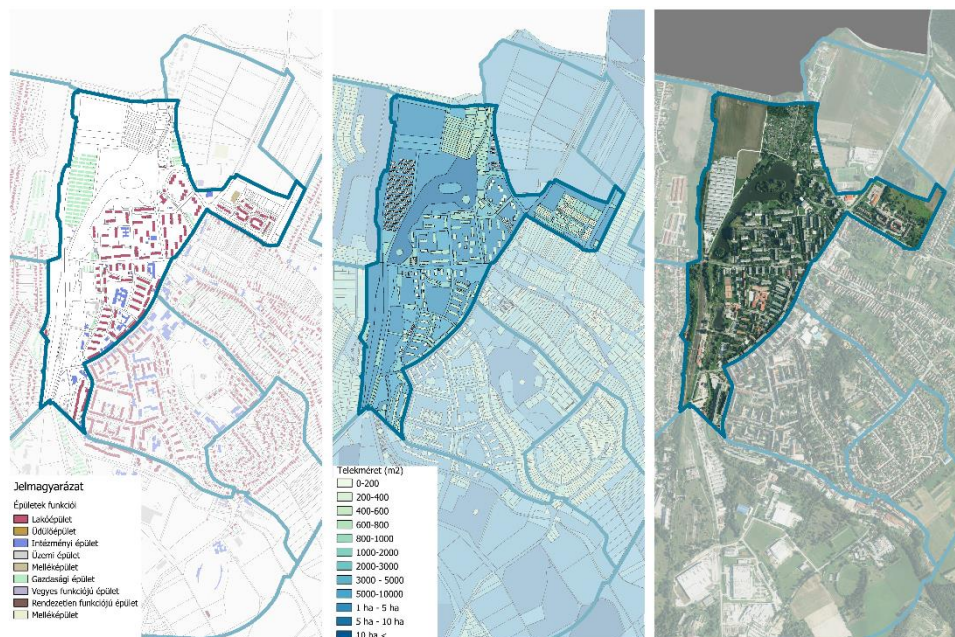 Jelmagyarázat
Épületek funkciói
Lakóépület
Üdülőépület
Intézményi épület
Üzemi épület
Melléképület
Gazdasági épület
Vegyes funkciójú épület
Rendezetlen funkciójú épület
Melléképület
Telekméret (m2)
0-200
200-400
400-600
600-800
800-1000
1000-2000
2000-3000
3000 - 5000
5000-10000
1 ha - 5 ha
5 ha - 10 ha
10 ha <